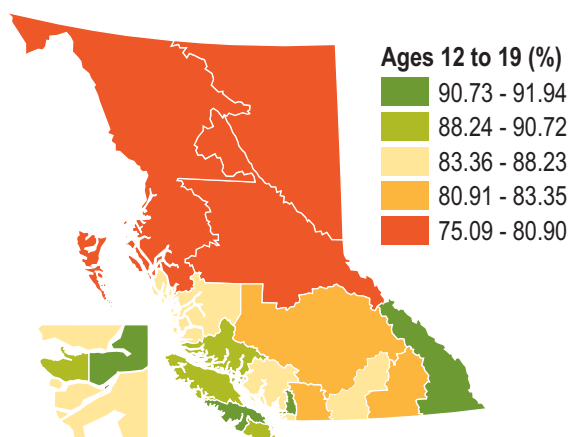 Ages 12 to 19 (%)
90.73 - 91.94
88.24 - 90.72
83.36 - 88.23
80.91 - 83.35
75.09 - 80.90